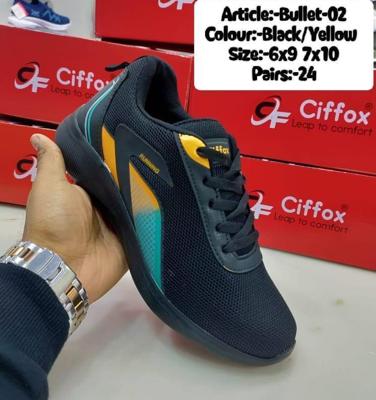 Article:-Bullet-02
Colour:-Black/Yellow
Size:-6x9 7x10
Pairs:-24
Ciffox
Leap to comfort
Ciffox
Leap to comfort
Ciffox
Leap to comfort
Ciffox
RUNNING